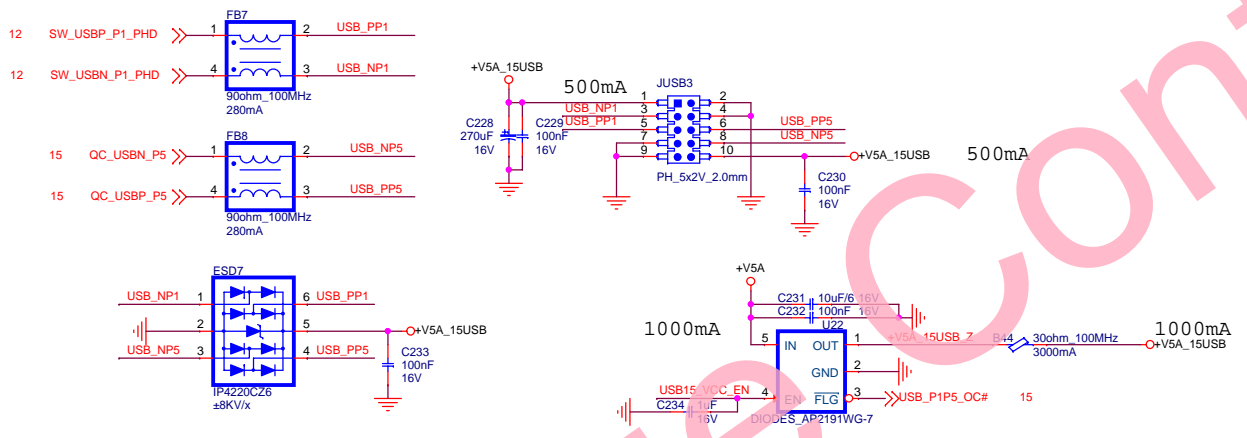 FB7
12 SW_USBP_P1_PHD 1 2 USB_PP1
12 SW_USBN_P1_PHD 4 3 USB_NP1
90ohm_100MHz
280mA
FB8
15 QC_USBN_P5 1 2 USB_NP5
15 QC_USBP_P5 4 3 USB_PP5
90ohm_100MHz
280mA
+V5A_15USB
500mA
JUSB3
1 2
USB_NP1 3 4
USB_PP1 5 6 USB_PP5
7 8 USB_NP5
9 10 +V5A_15USB
500mA
C228
270uF
16V
C229
100nF
16V
PH_5x2V_2.0mm
C230
100nF
16V
ESD7
USB_NP1 1 6 USB_PP1
2 5 +V5A_15USB
USB_NP5 3 4 USB_PP5
C233
100nF
16V
IP4220CZ6
±8KV/x
+V5A
C231 10uF/6 16V
C232 100nF 16V
U22
1000mA
5 IN OUT 1 +V5A_15USB_Z B44 30ohm_100MHz
3000mA
1000mA
+V5A_15USB
GND 2
USB15_VCC_EN 4 EN FLG 3 USB_P1P5_OC# 15
C234 1uF
16V
DIODES_AP2191WG-7